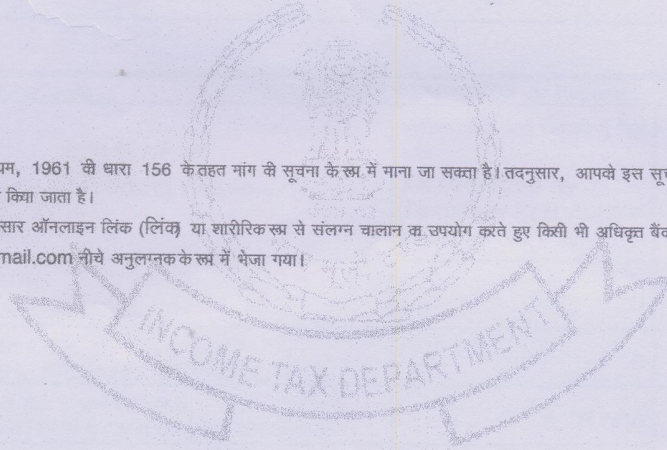 यम, 1961 की धारा 156 के तहत मांग की सूचना के रूप में माना जा सकता है। तदनुसार, आपको इस सूच
किया जाता है।
सार ऑनलाइन लिंक (लिंक) या शारीरिक रूप से संलग्न चालान का उपयोग करते हुए किसी भी अधिकृत बैंक
mail.com नीचे अनुलग्नक के रूप में भेजा गया।
INCOME TAX DEPARTMENT